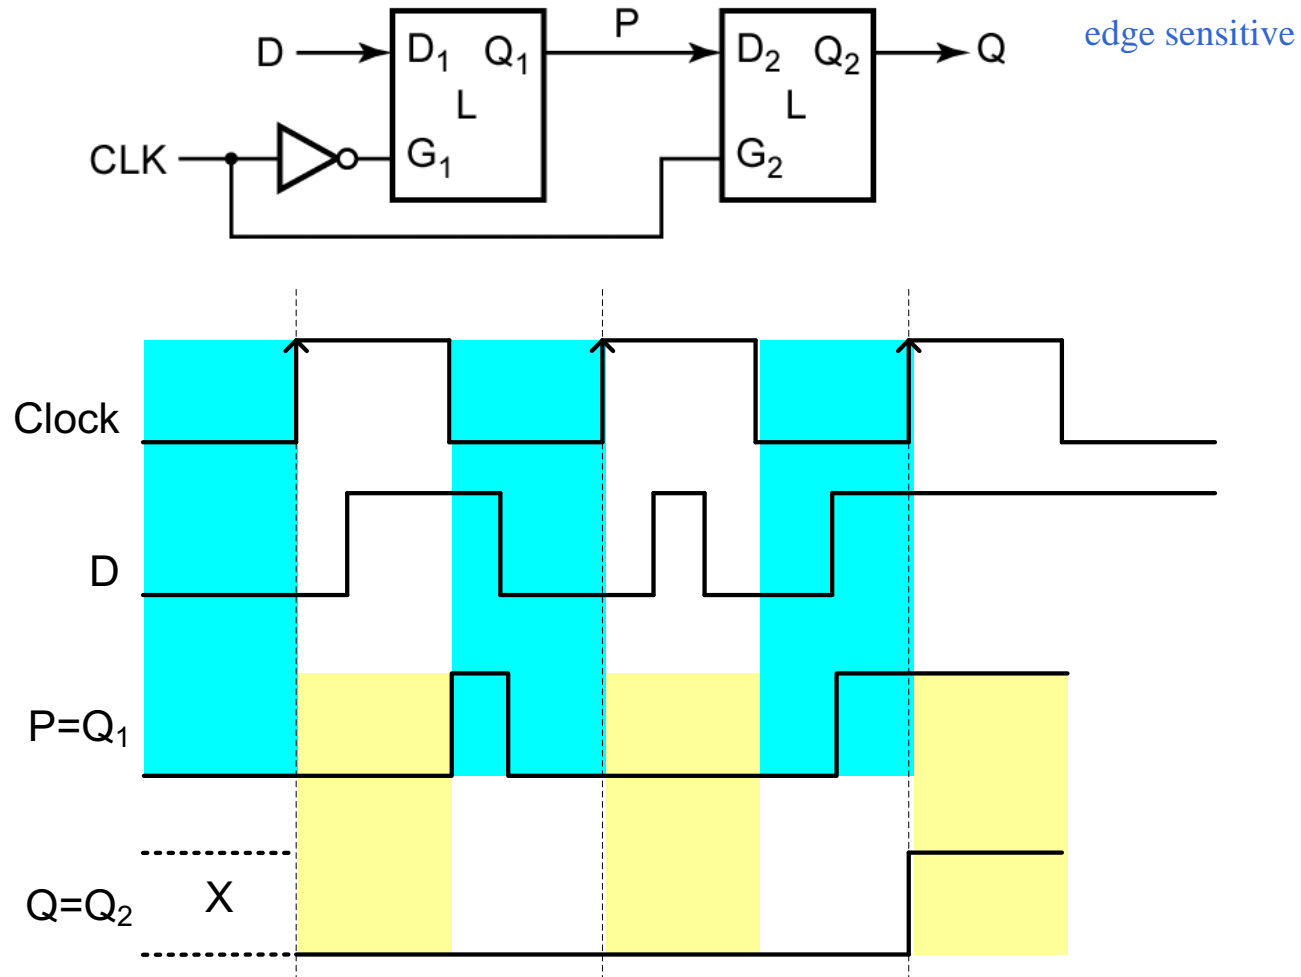 P
edge sensitive
D D₁ Q₁ D₂ Q₂ Q
L L
CLK G₁ G₂
Clock
D
P=Q₁
X
Q=Q₂